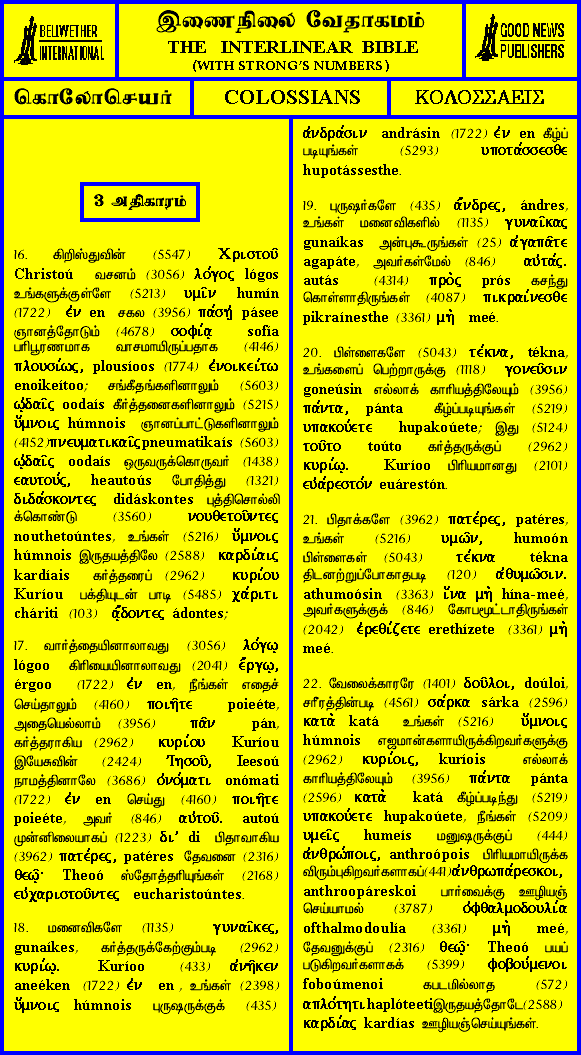 BELLWETHER
INTERNATIONAL
இணைநிலை வேதாகமம்
THE INTERLINEAR BIBLE
(WITH STRONG'S NUMBERS)
GOOD NEWS
PUBLISHERS
கொலோசெயர்
COLOSSIANS
ΚΟΛΟΣΣΑΕΙΣ
3 அதிகாரம்
16. கிறிஸ்துவின் (5547) Χριστοῦ
Christoú வசனம் (3056) λόγος lógos
உங்களுக்குள்ளே (5213) υμῖν humín
(1722) ἐν en சகல (3956) πάσῃ pásee
ஞானத்தோடும் (4678) σοφίᾳ sofia
பரிபூரணமாக வாசமாயிருப்பதாக (4146)
πλουσίως, plousíoos (1774) ἐνοικείτω
enoikeítoo; சங்கீதங்களினாலும் (5603)
ᾠδαῖς oodaís கீர்த்தனைகளினாலும் (5215)
ὕμνοις húmnois ஞானப்பாட்டுகளினாலும்
(4152)πνευματικαῖς pneumatikaís (5603)
ᾠδαῖς oodaís ஒருவருக்கொருவர் (1438)
εαυτούς, heautoús போதித்து (1321)
διδάσκοντες didáskontes புத்திசொல்லி
க்கொண்டு (3560) νουθετοῦντες
nouthetoúntes, உங்கள் (5216) ὕμνοις
húmnois இருதயத்திலே (2588) καρδίαις
kardíais கர்த்தரைப் (2962) κυρίου
Kuríou பக்தியுடன் பாடி (5485) χάριτι
cháriti (103) ᾄδοντες ádontes;
17. வார்த்தையினாலாவது (3056) λόγῳ
lógoo கிரியையினாலாவது (2041) ἔργῳ,
érgoo (1722) ἐν en, நீங்கள் எதைச்
செய்தாலும் (4160) ποιῆτε poieéte,
அதையெல்லாம் (3956) πᾶν pán,
கர்த்தராகிய (2962) κυρίου Kuríou
இயேசுவின் (2424) Ἰησοῦ, Ieesoú
நாமத்தினாலே (3686) ὀνόματι onómati
(1722) ἐν en செய்து (4160) ποιῆτε
poieéte, அவர் (846) αὐτοῦ. autoú
முன்னிலையாகப் (1223) δι' di பிதாவாகிய
(3962) πατέρες, patéres தேவனை (2316)
θεῷ· Theoó ஸ்தோத்தரியுங்கள் (2168)
εὐχαριστοῦντες eucharistoúntes.
18. மனைவிகளே (1135) γυναῖκες,
gunaíkes, கர்த்தருக்கேற்கும்படி (2962)
κυρίῳ. Kuríoo (433) ἀνῆκεν
aneéken (1722) ἐν en , உங்கள் (2398)
ὕμνοις húmnois புருஷருக்குக் (435)
ἀνδράσιν andrásin (1722) ἐν en கீழ்ப்
படியுங்கள் (5293) υποτάσσεσθε
hupotássesthe.
19. புருஷர்களே (435) ἄνδρες, ándres,
உங்கள் மனைவிகளில் (1135) γυναῖκας
gunaíkas அன்புகூருங்கள் (25) ἀγαπᾶτε
agapáte, அவர்கள்மேல் (846) αὐτάς.
autás (4314) πρὸς prós கசந்து
கொள்ளாதிருங்கள் (4087) πικραίνεσθε
pikraínesthe (3361) μὴ meé.
20. பிள்ளைகளே (5043) τέκνα, tékna,
உங்களைப் பெற்றாருக்கு (1118) γονεῦσιν
goneúsin எல்லாக் காரியத்திலேயும் (3956)
πάντα, pánta கீழ்ப்படியுங்கள் (5219)
υπακούετε hupakoúete; இது (5124)
τοῦτο toúto கர்த்தருக்குப் (2962)
κυρίῳ. Kuríoo பிரியமானது (2101)
εὐάρεστόν euárestón.
21. பிதாக்களே (3962) πατέρες, patéres,
உங்கள் (5216) υμῶν, humoón
பிள்ளைகள் (5043) τέκνα tékna
திடனற்றுப்போகாதபடி (120) ἀθυμῶσιν.
athumoósin (3363) ἵνα μὴ hína-meé,
அவர்களுக்குக் (846) கோபமூட்டாதிருங்கள்
(2042) ἐρεθίζετε erethízete (3361) μὴ
meé.
22. வேலைக்காரரே (1401) δοῦλοι, doúloi,
சரீரத்தின்படி (4561) σάρκα sárka (2596)
κατὰ katá உங்கள் (5216) ὕμνοις
húmnois எஜமான்களாயிருக்கிறவர்களுக்கு
(2962) κυρίοις, kuríois எல்லாக்
காரியத்திலேயும் (3956) πάντα pánta
(2596) κατὰ katá கீழ்ப்படிந்து (5219)
υπακούετε hupakoúete, நீங்கள் (5209)
υμεῖς humeís மனுஷருக்குப் (444)
ἀνθρώποις, anthroópois பிரியமாயிருக்க
விரும்புகிறவர்களாகப்(441)ἀνθρωπάρεσκοι,
anthroopáreskoi பார்வைக்கு ஊழியஞ்
செய்யாமல் (3787) ὀφθαλμοδουλία
ofthalmodoulia (3361) μὴ meé,
தேவனுக்குப் (2316) θεῷ· Theoó பயப்
படுகிறவர்களாகக் (5399) φοβούμενοι
foboúmenoi கபடமில்லாத (572)
απλότητι haplóteeti இருதயத்தோடே(2588)
καρδίας kardías ஊழியஞ்செய்யுங்கள்.